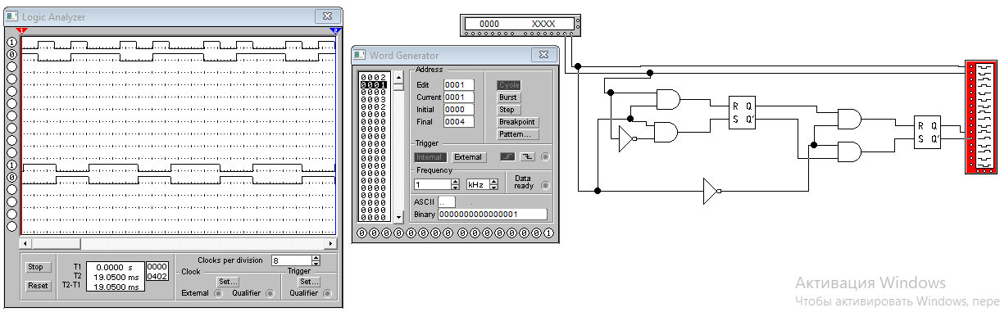 Logic Analyzer
1
2
1
0
1
0
Stop
Reset
T1
T2
T2-T1
0.0000 s
19.0500 ms
19.0500 ms
0000
0402
Clocks per division
8
Clock
Set...
External
Qualifier
Trigger
Set...
Qualifier
Word Generator
0002
0001
0000
0003
0002
0000
0000
0000
0000
0000
0000
0000
0000
0000
0000
0000
0000
0000
0000
Address
Edit 0001
Current 0001
Initial 0000
Final 0004
Cycle
Burst
Step
Breakpoint
Pattern...
Trigger
Internal
External
Frequency
1
kHz
Data
ready
ASCII ..
.
Binary 0000000000000001
0 0 0 0 0 0 0 0 0 0 0 0 0 0 0 1
0000 XXXX
R Q
S Q'
R Q
S Q'
Активация Windows
Чтобы активировать Windows, пере